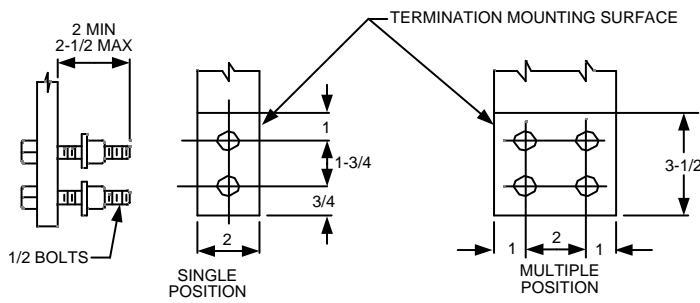 2 MIN
2-1/2 MAX
1/2 BOLTS
TERMINATION MOUNTING SURFACE
1
1-3/4
3/4
2
SINGLE
POSITION
3-1/2
1 2 1
MULTIPLE
POSITION